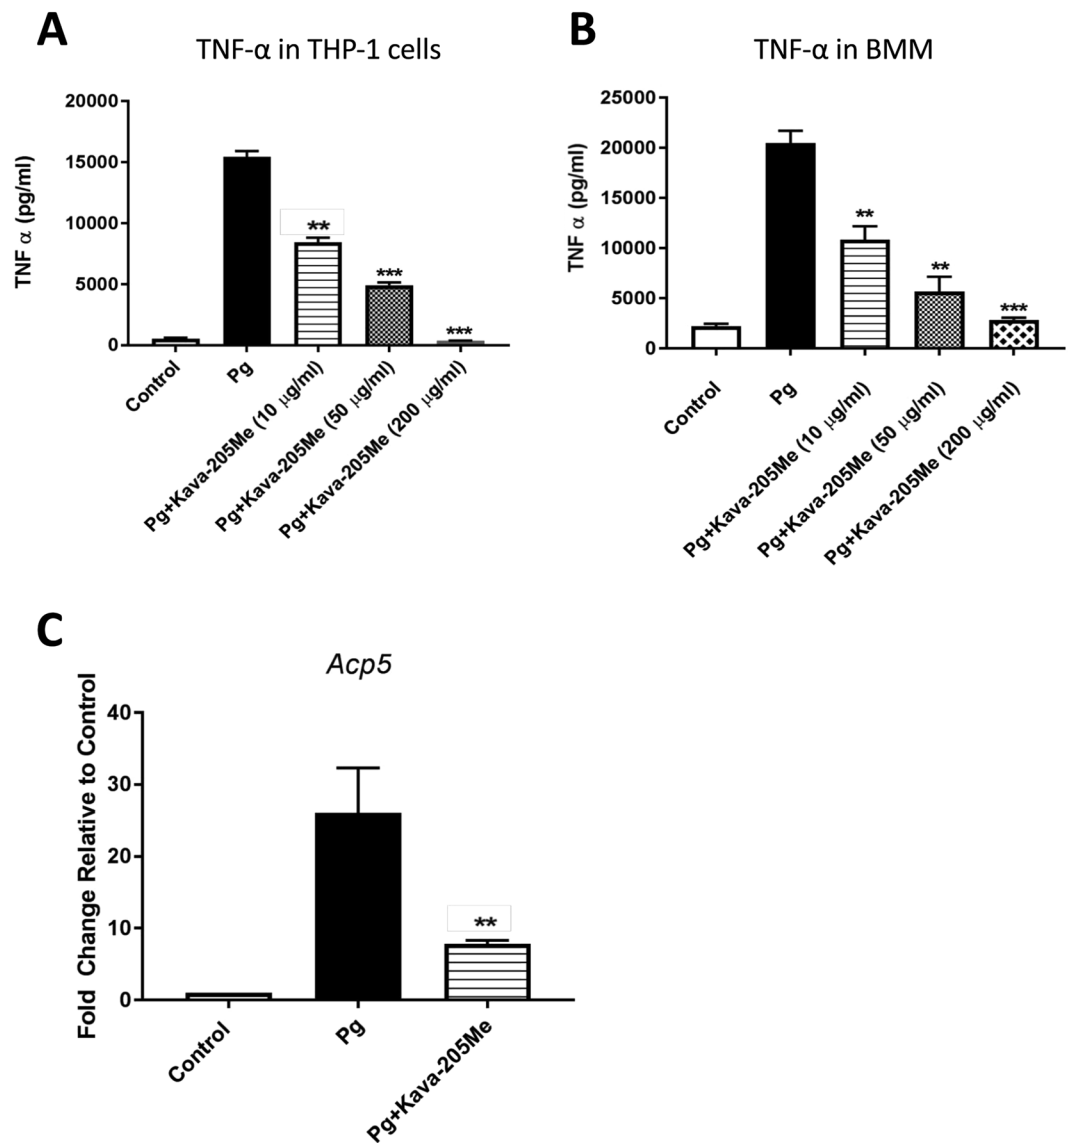 A
TNF-α in THP-1 cells
TNF α (pg/ml)
20000
15000
10000
5000
0
**
***
***
Control
Pg
Pg+Kava-205Me (10 μg/ml)
Pg+Kava-205Me (50 μg/ml)
Pg+Kava-205Me (200 μg/ml)
B
TNF-α in BMM
TNF α (pg/ml)
25000
20000
15000
10000
5000
0
**
**
***
Control
Pg
Pg+Kava-205Me (10 μg/ml)
Pg+Kava-205Me (50 μg/ml)
Pg+Kava-205Me (200 μg/ml)
C
Acp5
Fold Change Relative to Control
40
30
20
10
0
**
Control
Pg
Pg+Kava-205Me